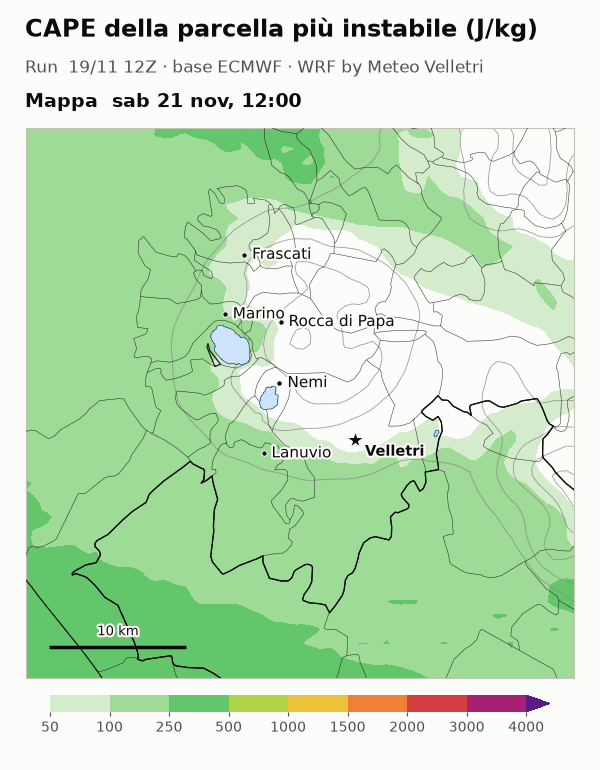 CAPE della parcella più instabile (J/kg)
Run  19/11 12Z · base ECMWF · WRF by Meteo Velletri
Mappa  sab 21 nov, 12:00
Frascati
Marino
Rocca di Papa
Nemi
Velletri
Lanuvio
10 km
50 100 250 500 1000 1500 2000 3000 4000